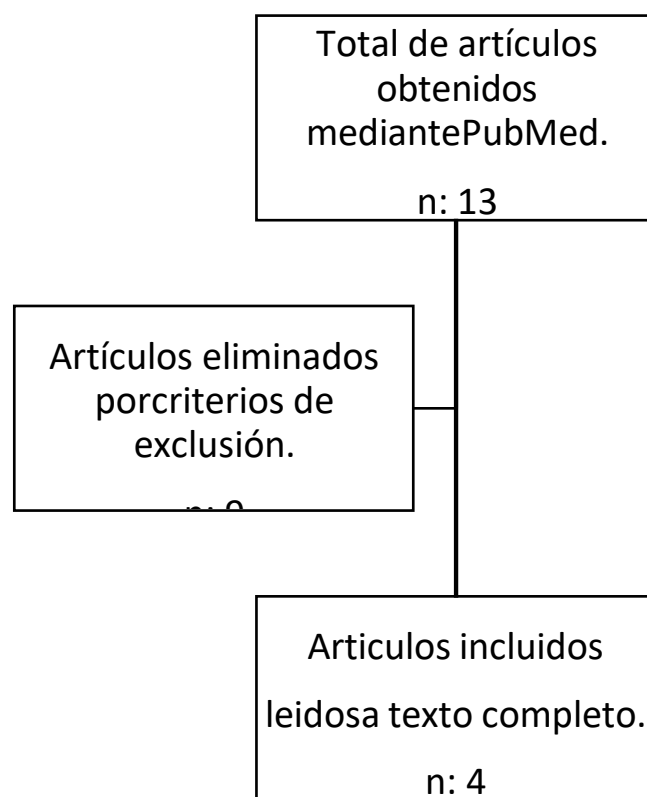 Total de artículos
obtenidos
mediantePubMed.
n: 13
Artículos eliminados
porcriterios de
exclusión.
n:
Articulos incluidos
leidosa texto completo.
n: 4